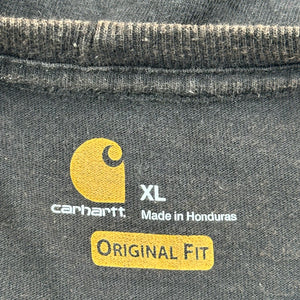 XL
carhartt
Made in Honduras
ORIGINAL FIT